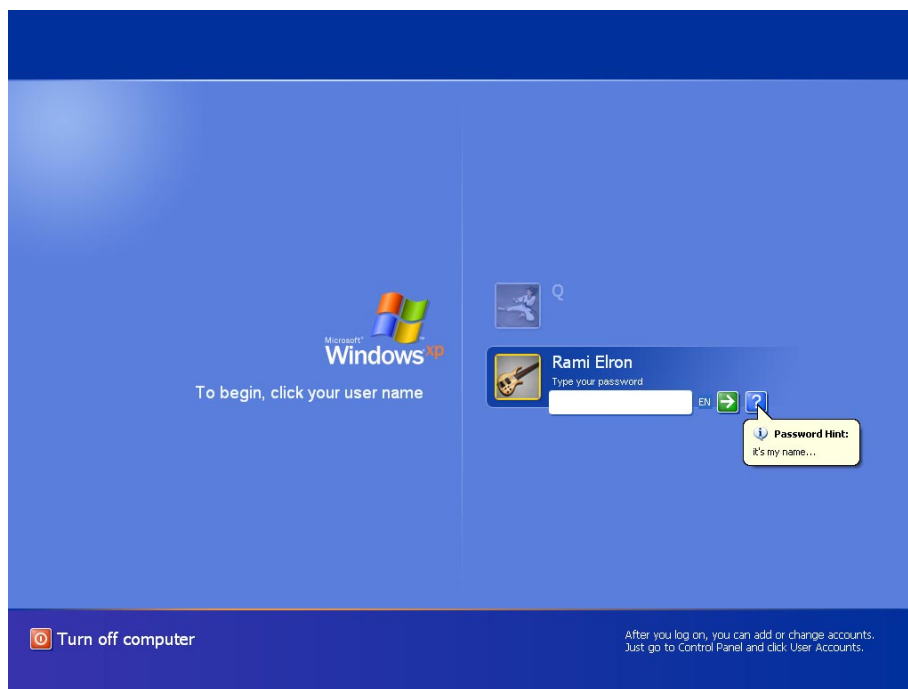 Microsoft®
Windows xp
To begin, click your user name
Q
Rami Elron
Type your password
EN
?
Password Hint:
it's my name...
Turn off computer
After you log on, you can add or change accounts.
Just go to Control Panel and click User Accounts.